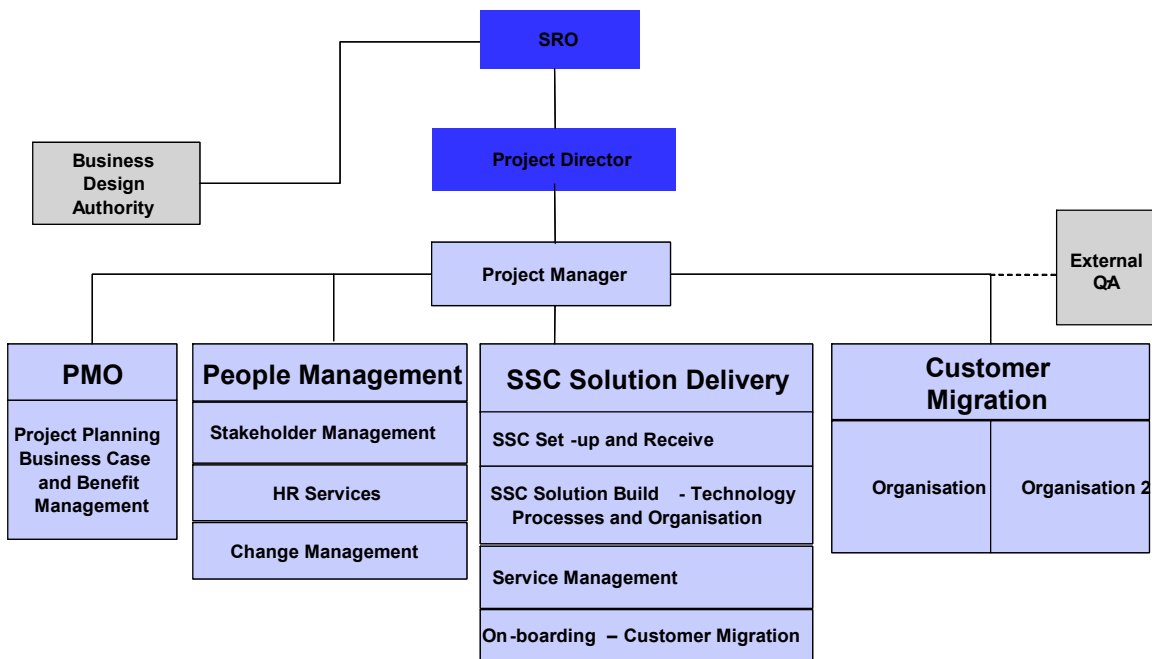 SRO
Project Director
Business
Design
Authority
Project Manager
External
QA
PMO
Project Planning
Business Case
and Benefit
Management
People Management
Stakeholder Management
HR Services
Change Management
SSC Solution Delivery
SSC Set -up and Receive
SSC Solution Build - Technology
Processes and Organisation
Service Management
On-boarding – Customer Migration
Customer
Migration
Organisation
Organisation 2